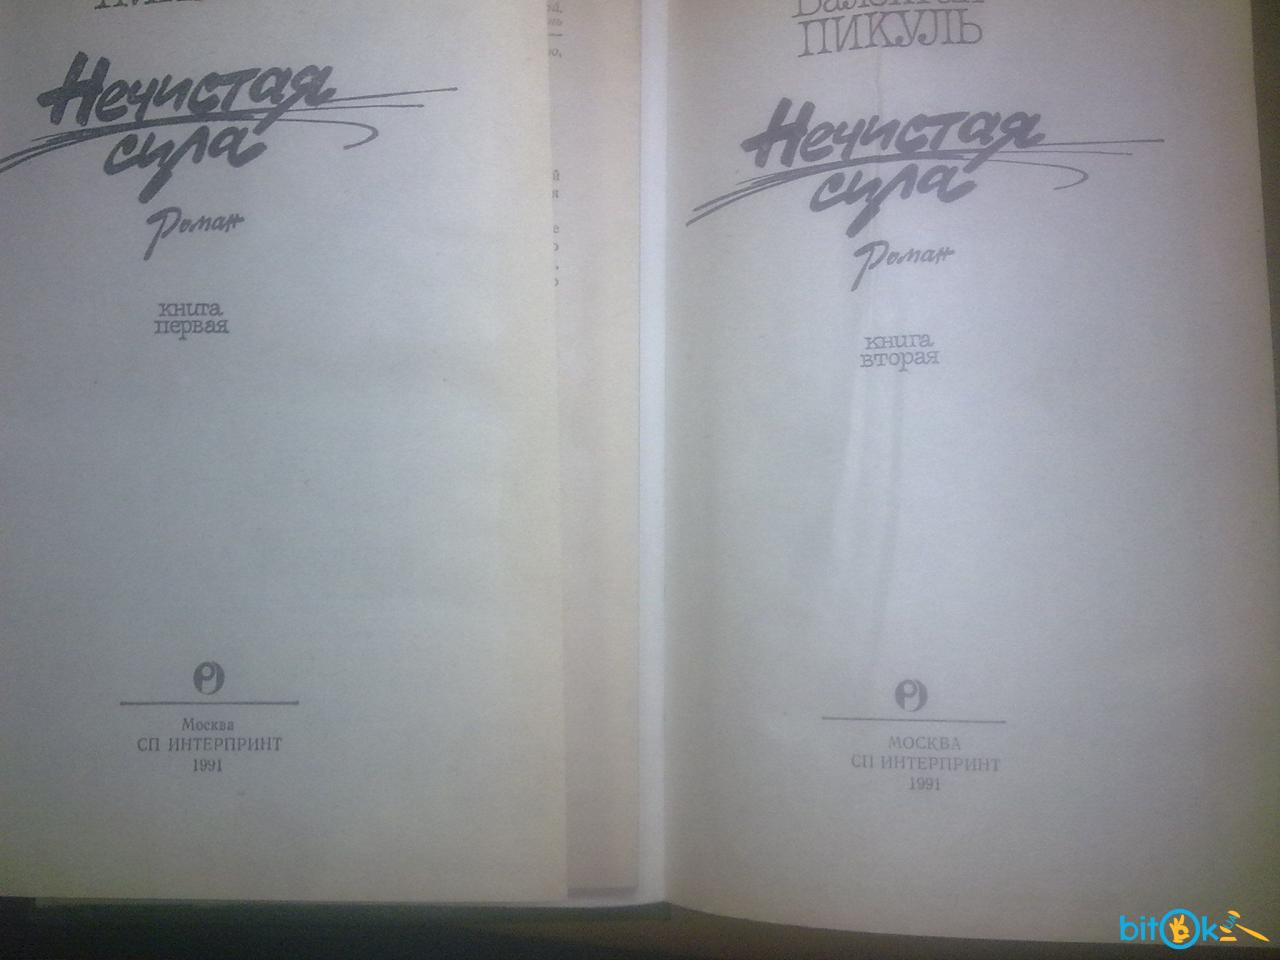 Нечистая
сила
Роман
книга
первая
Москва
СП ИНТЕРПРИНТ
1991
Валентин
ПИКУЛЬ
Нечистая
сила
Роман
книга
вторая
МОСКВА
СП ИНТЕРПРИНТ
1991
bitOk